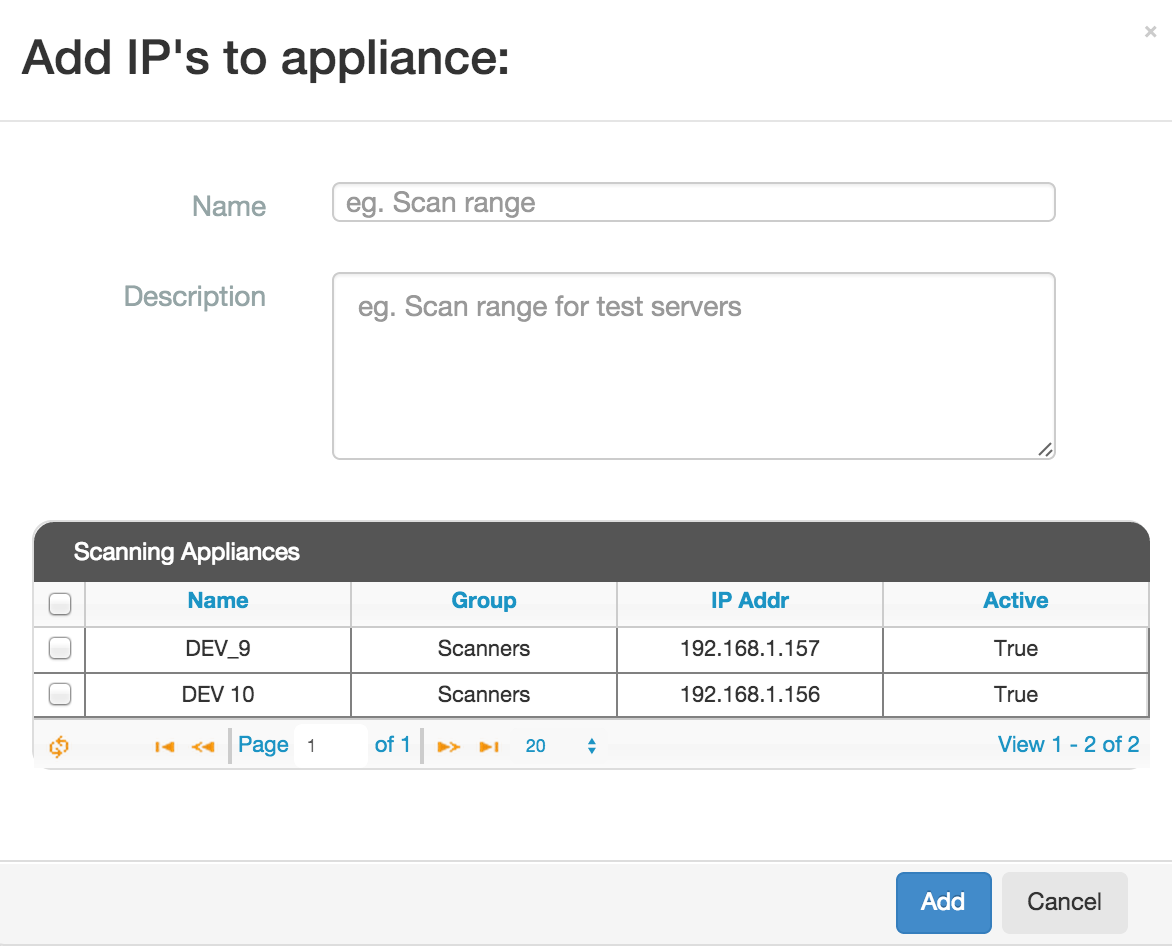 ×
Add IP's to appliance:
Name
eg. Scan range
Description
eg. Scan range for test servers
Scanning Appliances
Name Group IP Addr Active
DEV_9 Scanners 192.168.1.157 True
DEV 10 Scanners 192.168.1.156 True
Page 1 of 1 20 View 1 - 2 of 2
Add Cancel